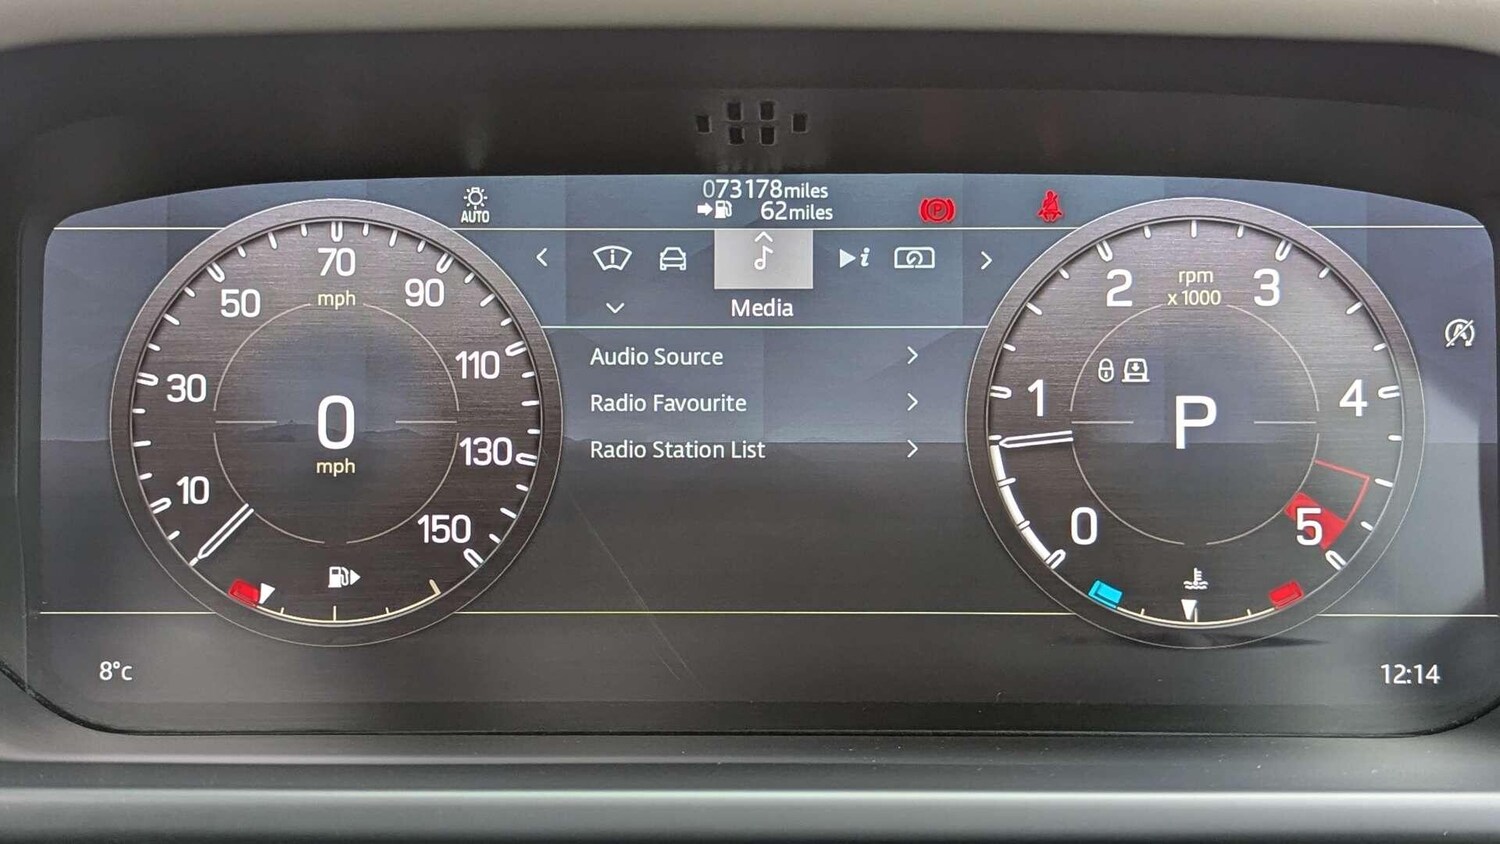 073178miles
62miles
AUTO
P
i
i
Media
Audio Source
Radio Favourite
Radio Station List
10
30
50
70
90
110
130
150
mph
0
mph
0
1
2
3
4
5
rpm
x 1000
P
A
8°c
12:14